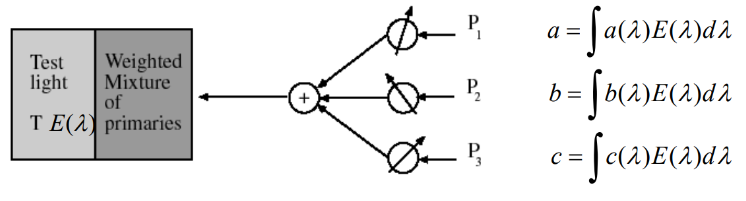 Test
light
T E(λ)
Weighted
Mixture
of
primaries
+
P₁
P₂
P₃
a = ∫a(λ)E(λ)dλ
b = ∫b(λ)E(λ)dλ
c = ∫c(λ)E(λ)dλ